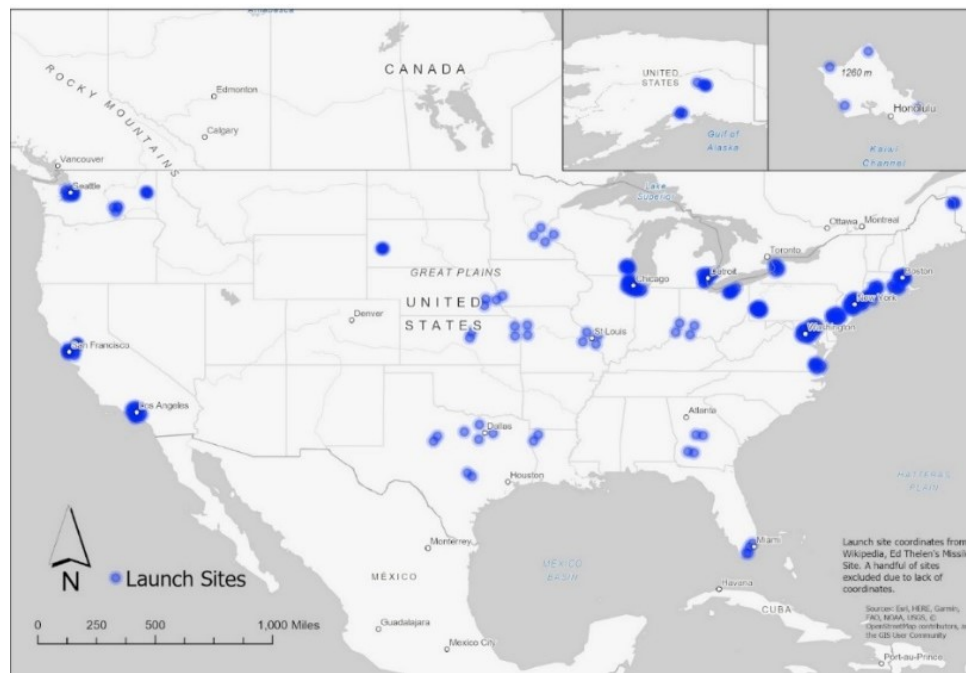 CANADA
ROCKY MOUNTAINS
Edmonton
Calgary
Vancouver
Seattle
UNITED
STATES
Gulf of
Alaska
1260 m
Honolulu
Kaiwi
Channel
Lake
Superior
Ottawa
Montreal
Toronto
GREAT PLAINS
Chicago
Detroit
Boston
New York
UNITED
STATES
Denver
St Louis
Washington
San Francisco
Los Angeles
Atlanta
Dallas
Houston
HATTERAS
PLAIN
Miami
Monterrey
MÉXICO
MEXICO
BASIN
Havana
CUBA
Guadalajara
Mexico City
Port-au-Prince
N
Launch Sites
0 250 500 1,000 Miles
Launch site coordinates from
Wikipedia, Ed Thelen's Missile
Site. A handful of sites
excluded due to lack of
coordinates.
Sources: Esri, HERE, Garmin,
FAO, NOAA, USGS, ©
OpenStreetMap contributors, and
the GIS User Community